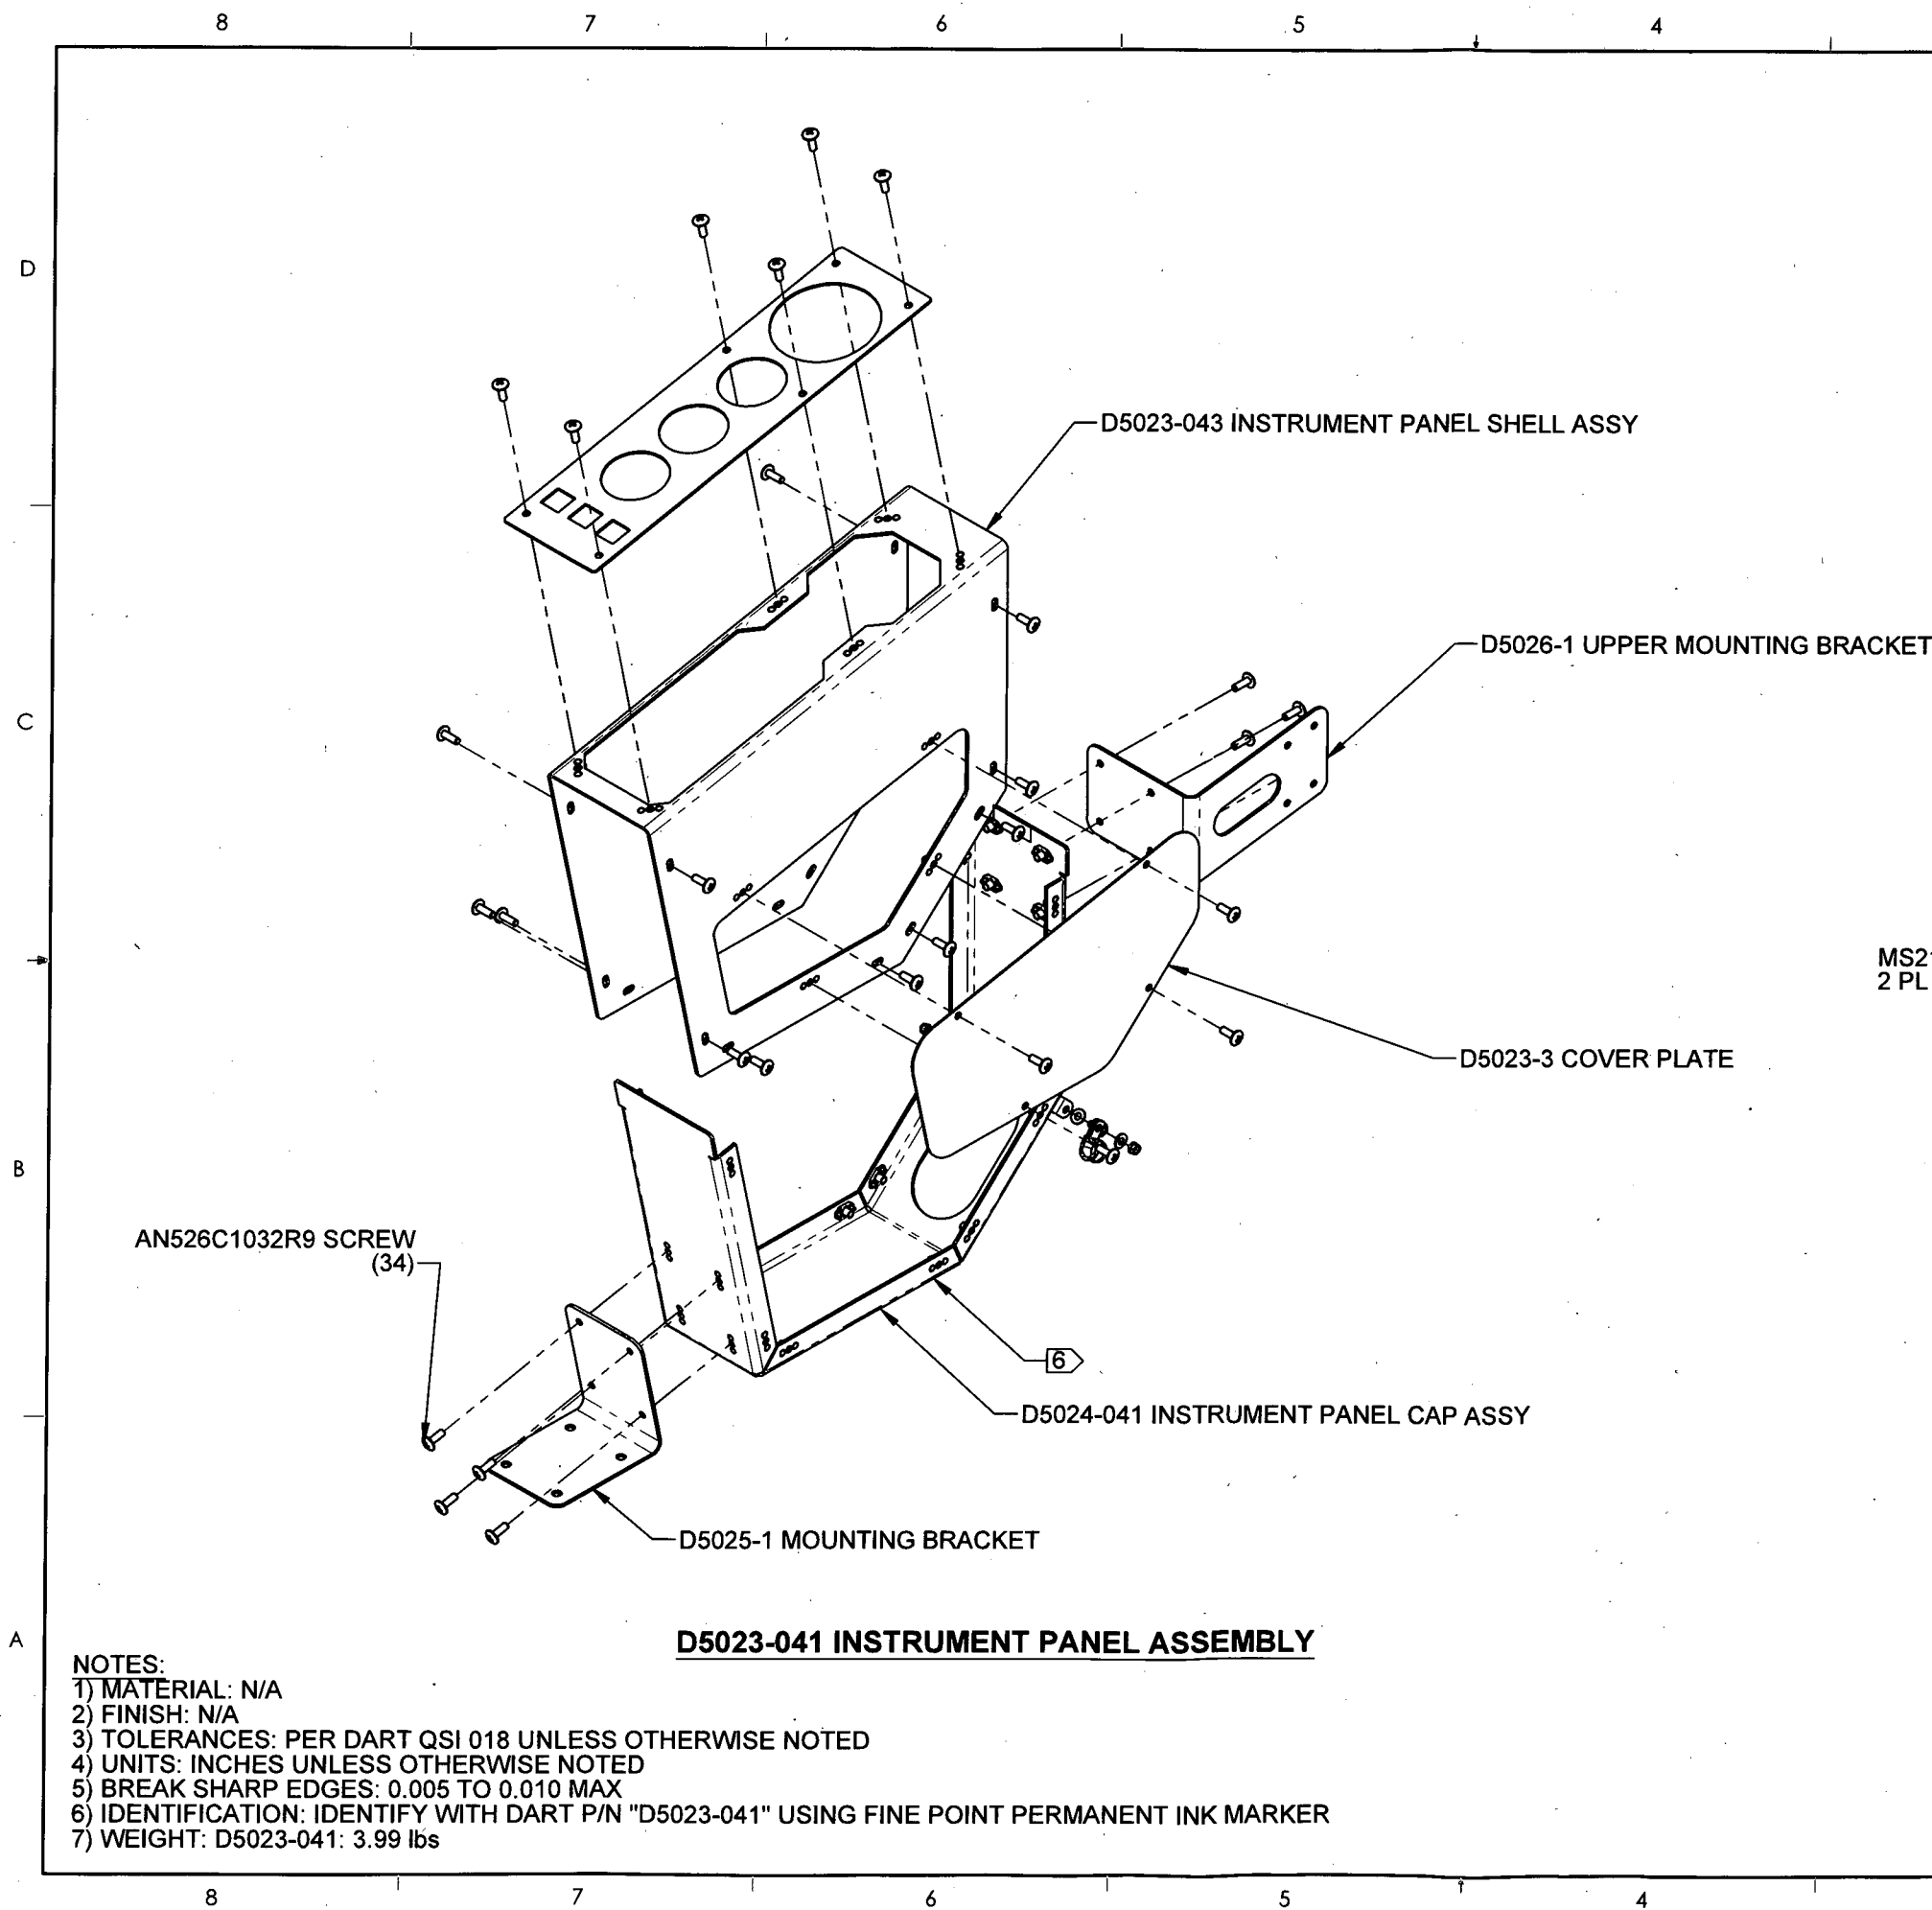 8 7 6 5 4
D
D5023-043 INSTRUMENT PANEL SHELL ASSY
D5026-1 UPPER MOUNTING BRACKET
C
MS2
2 PL
D5023-3 COVER PLATE
B
AN526C1032R9 SCREW
(34)
6
D5024-041 INSTRUMENT PANEL CAP ASSY
D5025-1 MOUNTING BRACKET
D5023-041 INSTRUMENT PANEL ASSEMBLY
A
NOTES:
1) MATERIAL: N/A
2) FINISH: N/A
3) TOLERANCES: PER DART QSI 018 UNLESS OTHERWISE NOTED
4) UNITS: INCHES UNLESS OTHERWISE NOTED
5) BREAK SHARP EDGES: 0.005 TO 0.010 MAX
6) IDENTIFICATION: IDENTIFY WITH DART P/N "D5023-041" USING FINE POINT PERMANENT INK MARKER
7) WEIGHT: D5023-041: 3.99 lbs
8 7 6 5 4